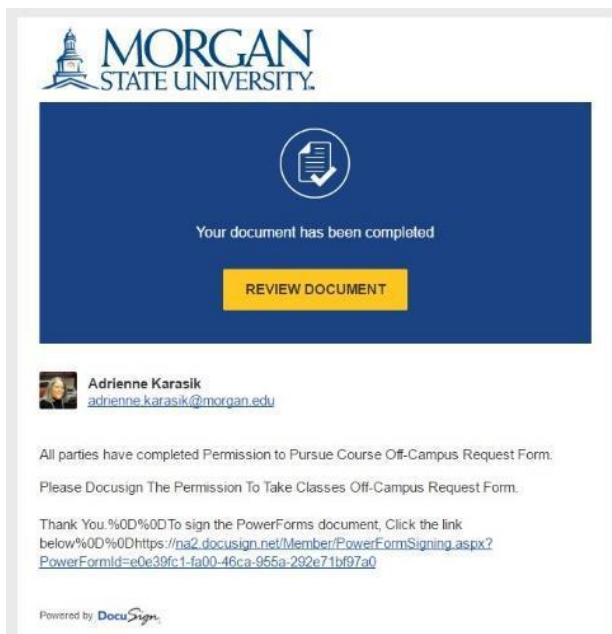 MORGAN
STATE UNIVERSITY.
Your document has been completed
REVIEW DOCUMENT
Adrienne Karasik
adrienne.karasik@morgan.edu
All parties have completed Permission to Pursue Course Off-Campus Request Form.
Please Docusign The Permission To Take Classes Off-Campus Request Form.
Thank You.%0D%0DTo sign the PowerForms document, Click the link
below%0D%0Dhttps://na2.docusign.net/Member/PowerFormSigning.aspx?
PowerFormId=e0e39fc1-fa00-46ca-955a-292e71bf97a0
Powered by DocuSign